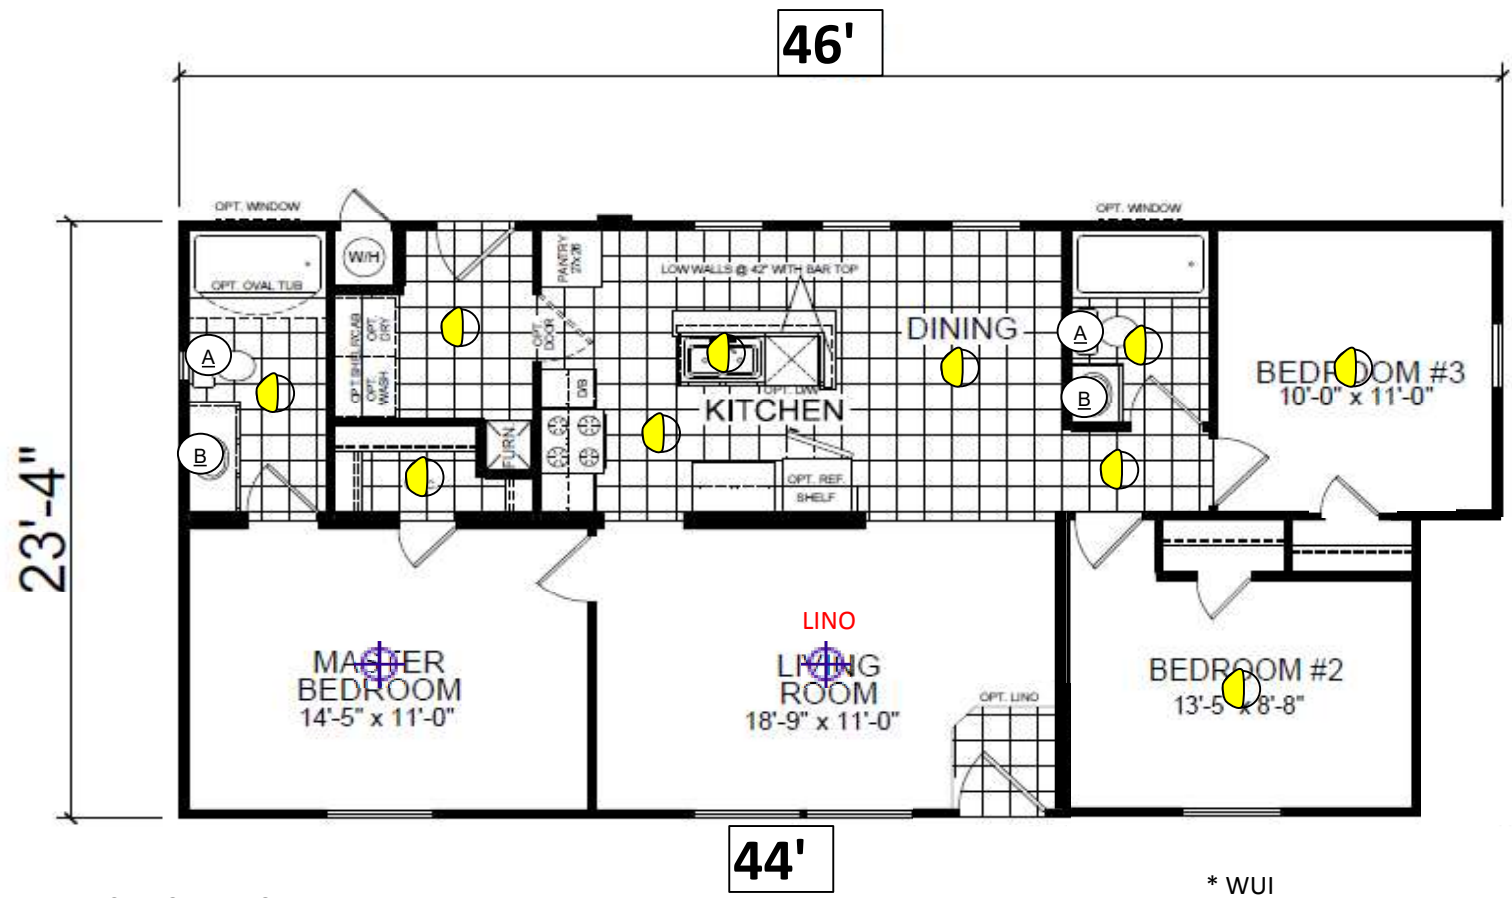 46'
OPT. WINDOW
OPT. WINDOW
W/H
OPT. OVAL TUB
PANTRY
27x26
LOW WALLS @ 42" WITH BAR TOP
OPT.
DRY
OPT.
WASH
OPT.
DOOR
DINING
A
B
A
B
D/B
KITCHEN
FURN
OPT. REF.
SHELF
BEDROOM #3
10'-0" x 11'-0"
23'-4"
MASTER
BEDROOM
14'-5" x 11'-0"
LINO
LIVING
ROOM
18'-9" x 11'-0"
OPT. LINO
BEDROOM #2
13'-5" x 8'-8"
44'
* WUI